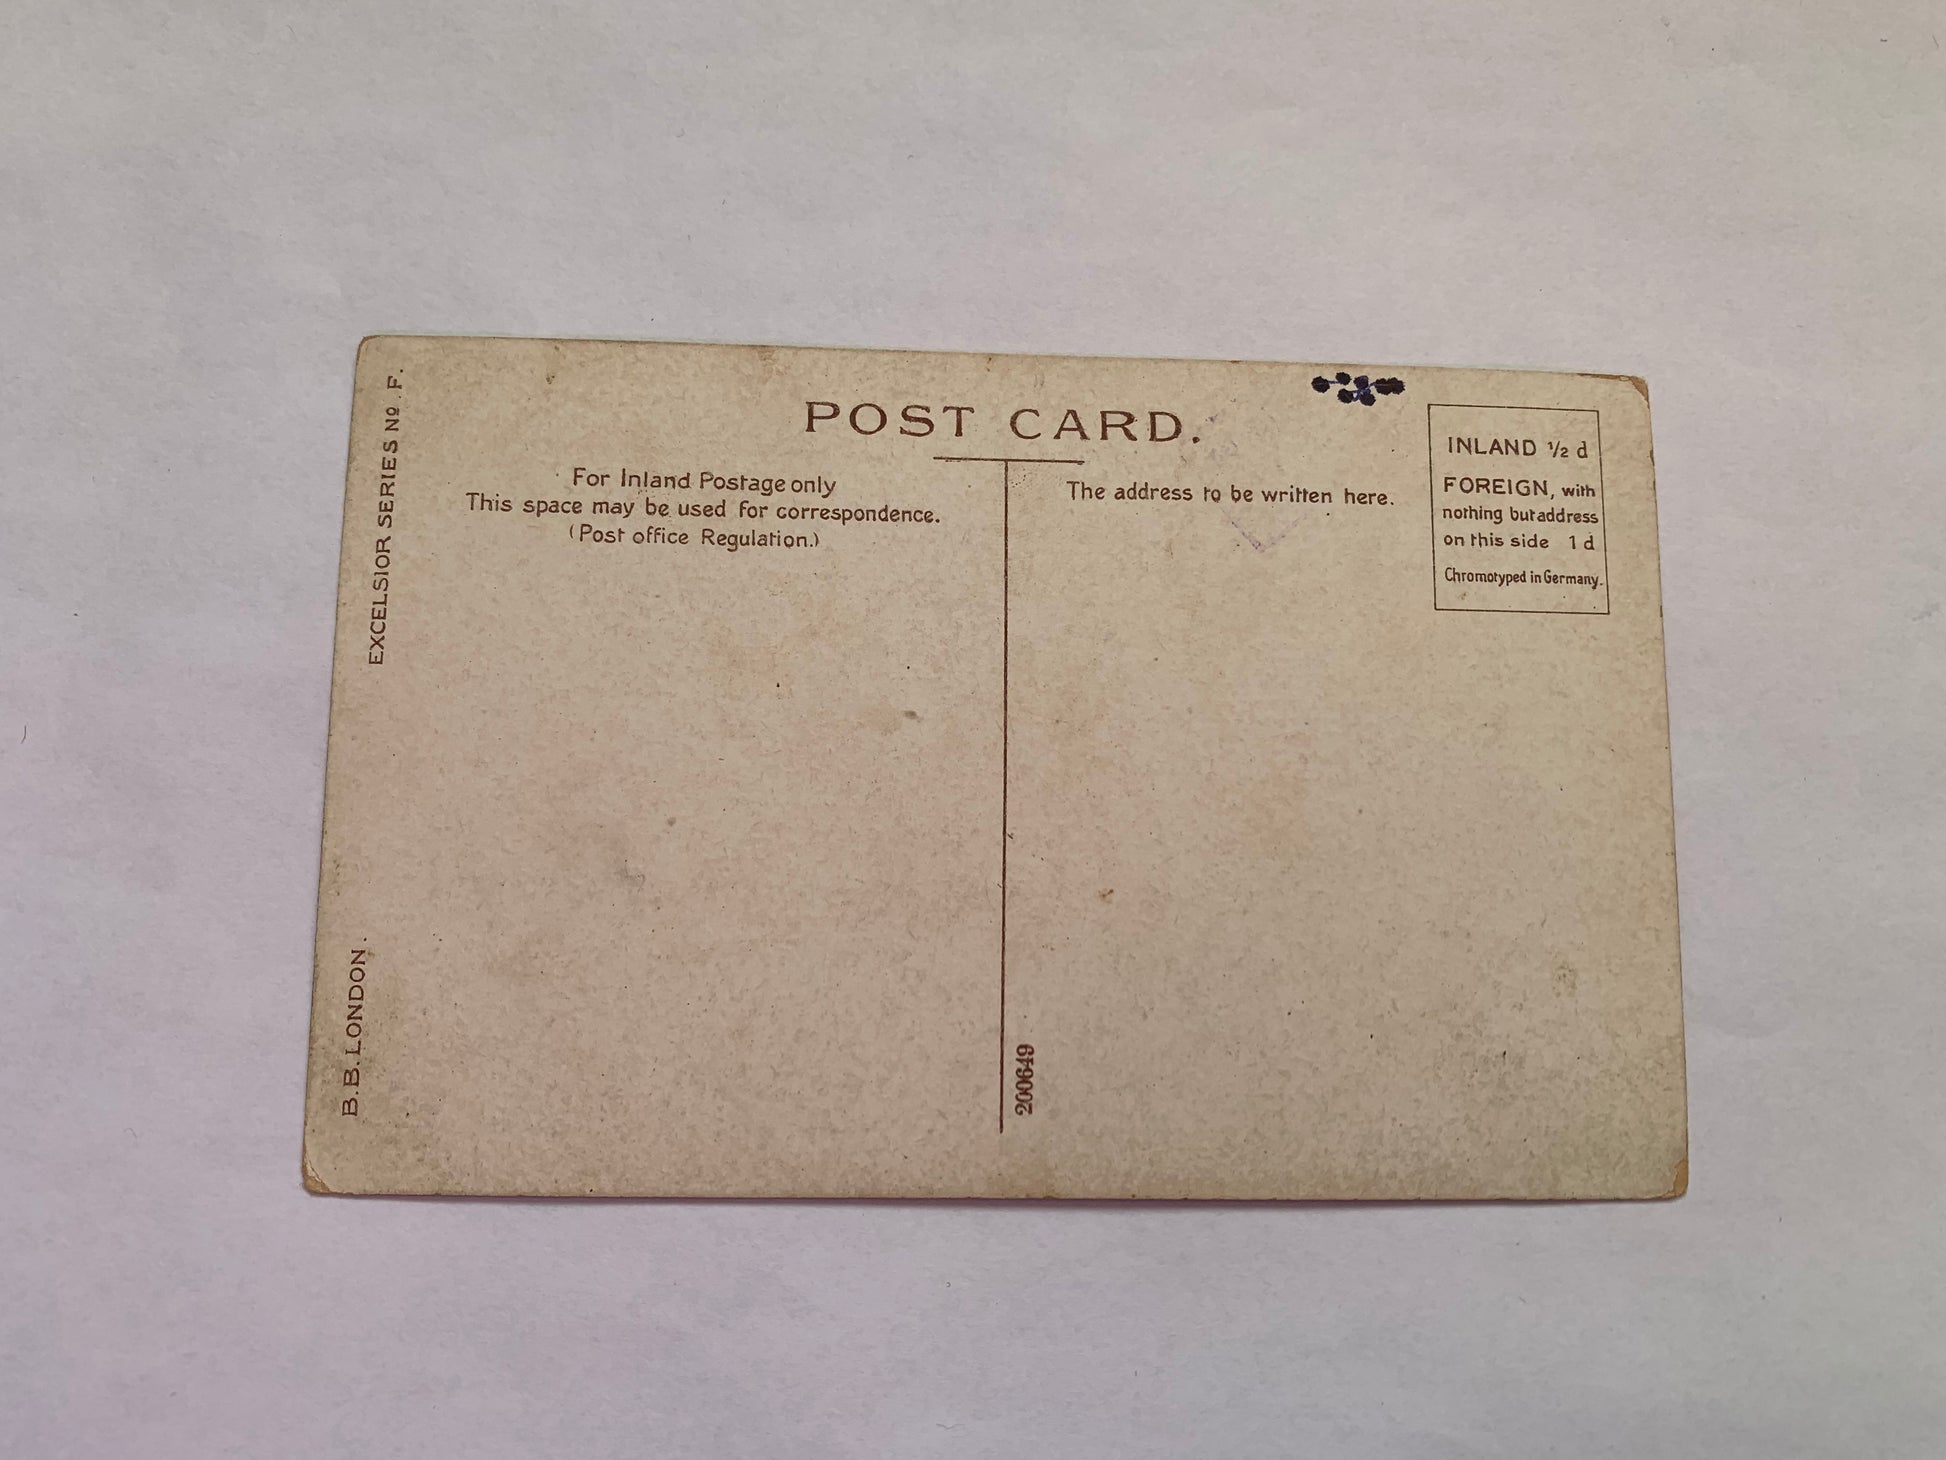 POST CARD.
EXCELSIOR SERIES No. F.
B.B. LONDON.
For Inland Postage only
This space may be used for correspondence.
(Post office Regulation.)
The address to be written here.
INLAND ½ d
FOREIGN, with
nothing but address
on this side 1 d
Chromotyped in Germany.
200649